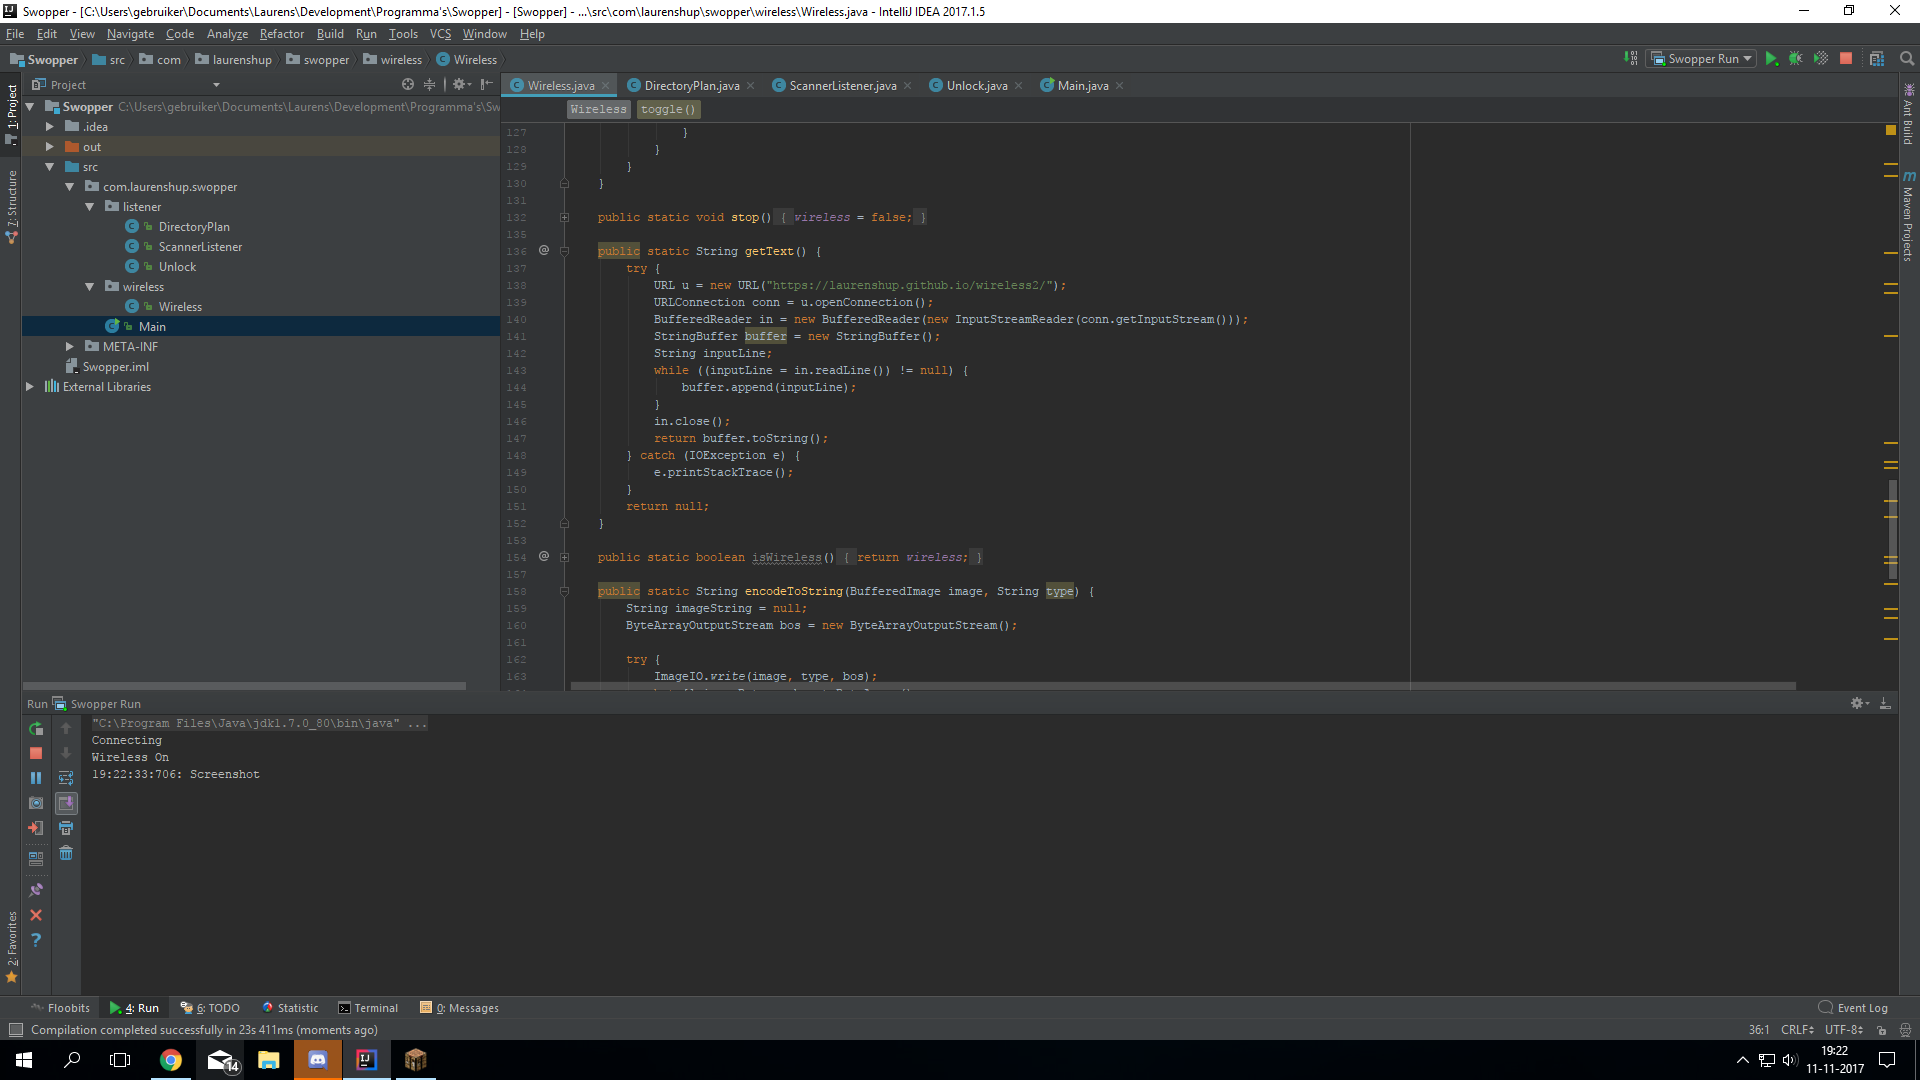 Swopper - [C:\Users\gebruiker\Documents\Laurens\Development\Programma's\Swopper] - [Swopper] - ...\src\com\laurenshup\swopper\wireless\Wireless.java - IntelliJ IDEA 2017.1.5
File Edit View Navigate Code Analyze Refactor Build Run Tools VCS Window Help
Swopper src com laurenshup swopper wireless Wireless
Swopper Run
Project
Wireless.java DirectoryPlan.java ScannerListener.java Unlock.java Main.java
Wireless toggle()
1: Project
7: Structure
2: Favorites
Ant Build
Maven Projects
Swopper C:\Users\gebruiker\Documents\Laurens\Development\Programma's\Sw
.idea
out
src
com.laurenshup.swopper
listener
DirectoryPlan
ScannerListener
Unlock
wireless
Wireless
Main
META-INF
Swopper.iml
External Libraries
127 }
128 }
129 }
130 }
131
132 public static void stop() { wireless = false; }
135
136 @ public static String getText() {
137 try {
138 URL u = new URL("https://laurenshup.github.io/wireless2/");
139 URLConnection conn = u.openConnection();
140 BufferedReader in = new BufferedReader(new InputStreamReader(conn.getInputStream()));
141 StringBuffer buffer = new StringBuffer();
142 String inputLine;
143 while ((inputLine = in.readLine()) != null) {
144 buffer.append(inputLine);
145 }
146 in.close();
147 return buffer.toString();
148 } catch (IOException e) {
149 e.printStackTrace();
150 }
151 return null;
152 }
153
154 @ public static boolean isWireless() { return wireless; }
157
158 public static String encodeToString(BufferedImage image, String type) {
159 String imageString = null;
160 ByteArrayOutputStream bos = new ByteArrayOutputStream();
161
162 try {
163 ImageIO.write(image, type, bos);
Run Swopper Run
"C:\Program Files\Java\jdk1.7.0_80\bin\java" ...
Connecting
Wireless On
19:22:33:706: Screenshot
Floobits 4: Run 6: TODO Statistic Terminal 0: Messages Event Log
Compilation completed successfully in 23s 411ms (moments ago) 36:1 CRLF UTF-8
14
19:22
11-11-2017